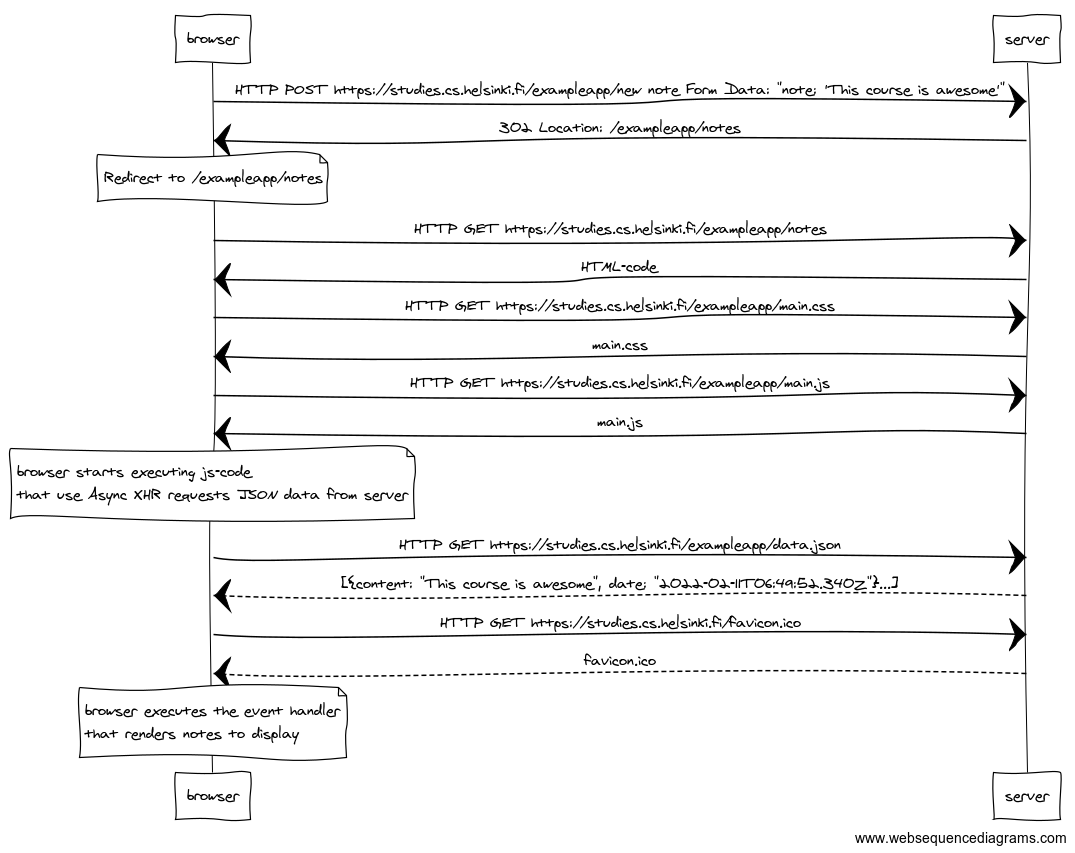 browser
server
HTTP POST https://studies.cs.helsinki.fi/exampleapp/new note Form Data: "note; 'This course is awesome'"
302 Location: /exampleapp/notes
Redirect to /exampleapp/notes
HTTP GET https://studies.cs.helsinki.fi/exampleapp/notes
HTML-code
HTTP GET https://studies.cs.helsinki.fi/exampleapp/main.css
main.css
HTTP GET https://studies.cs.helsinki.fi/exampleapp/main.js
main.js
browser starts executing js-code
that use Async XHR requests JSON data from server
HTTP GET https://studies.cs.helsinki.fi/exampleapp/data.json
[{content: "This course is awesome", date; "2022-02-11T06:49:52.340Z"}...]
HTTP GET https://studies.cs.helsinki.fi/favicon.ico
favicon.ico
browser executes the event handler
that renders notes to display
browser
server
www.websequencediagrams.com